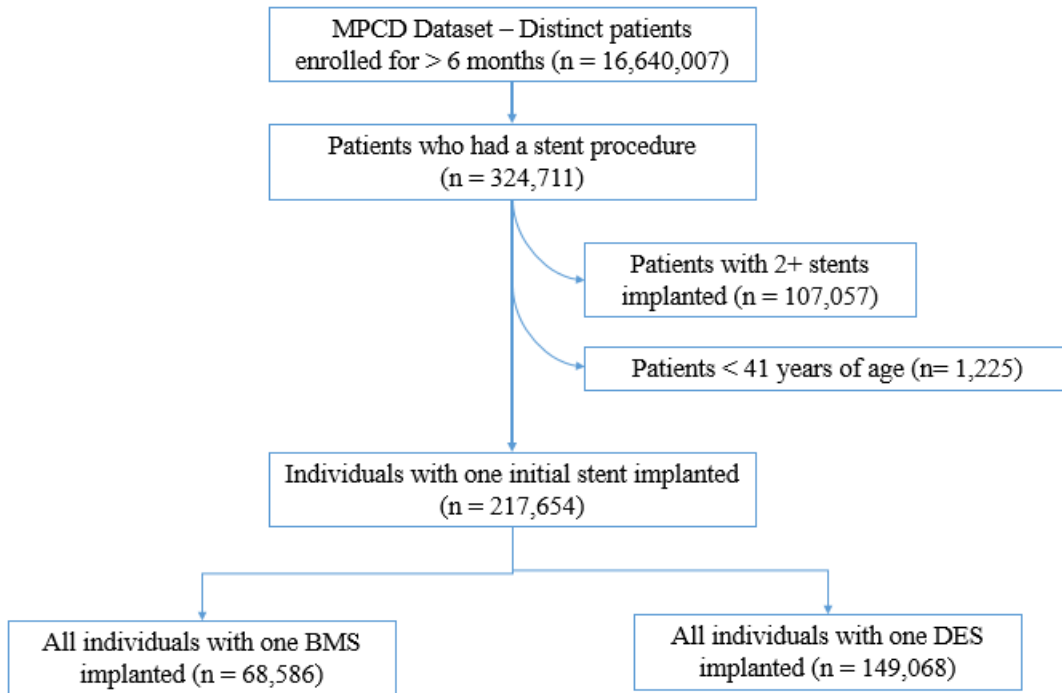 MPCD Dataset – Distinct patients
enrolled for > 6 months (n = 16,640,007)
Patients who had a stent procedure
(n = 324,711)
Patients with 2+ stents
implanted (n = 107,057)
Patients < 41 years of age (n= 1,225)
Individuals with one initial stent implanted
(n = 217,654)
All individuals with one BMS
implanted (n = 68,586)
All individuals with one DES
implanted (n = 149,068)